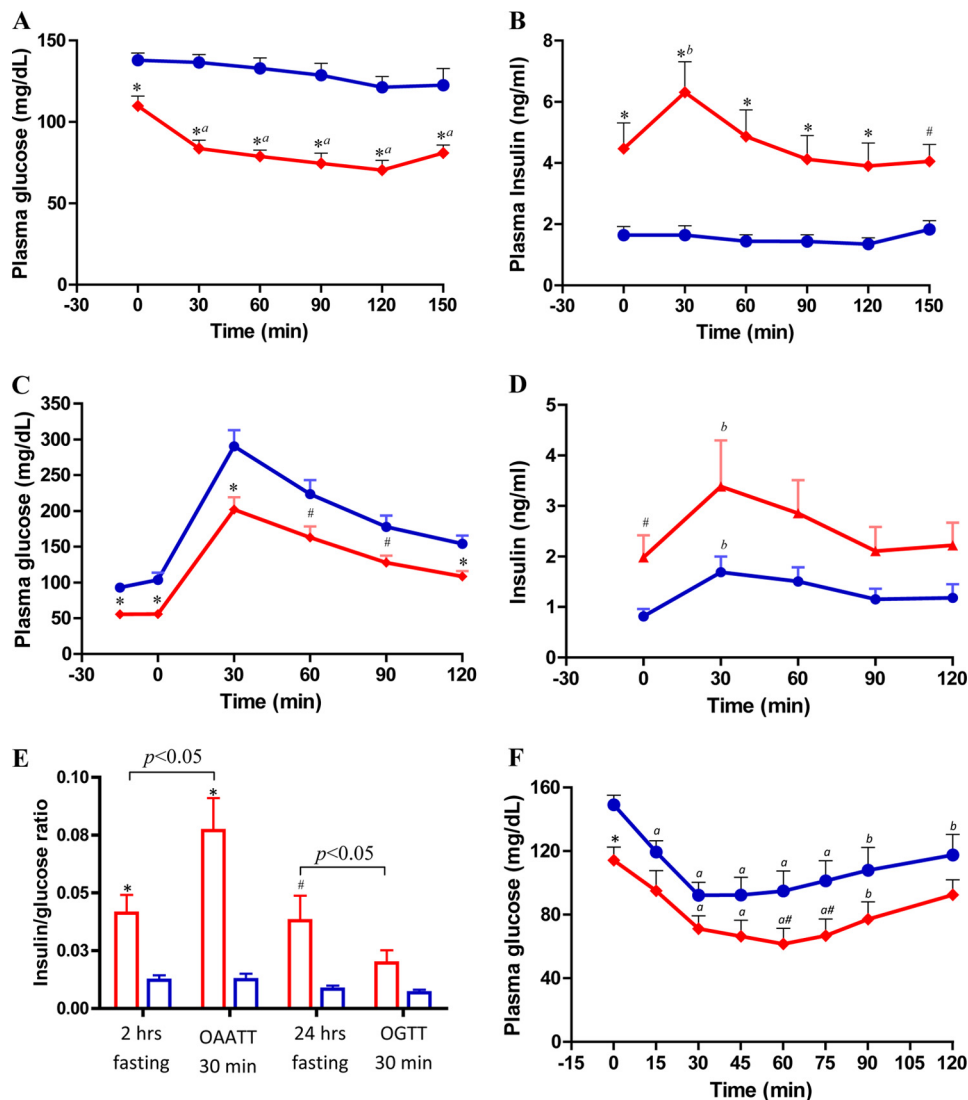 A
Plasma glucose (mg/dL)
150
100
50
0
*
*a
*a
*a
*a
*a
-30 0 30 60 90 120 150
Time (min)
B
Plasma Insulin (ng/ml)
8
6
4
2
0
*
*b
*
*
*
#
-30 0 30 60 90 120 150
Time (min)
C
Plasma glucose (mg/dL)
350
300
250
200
150
100
50
0
*
*
*
#
#
*
-30 0 30 60 90 120
Time (min)
D
Insulin (ng/ml)
5
4
3
2
1
0
#
b
b
-30 0 30 60 90 120
Time (min)
E
Insulin/glucose ratio
0.10
0.08
0.05
0.03
0.00
p<0.05
p<0.05
*
*
#
2 hrs
fasting
OAATT
30 min
24 hrs
fasting
OGTT
30 min
F
Plasma glucose (mg/dL)
160
120
80
40
0
a
a
a
a
a
b
b
*
a
a
a#
a#
b
-15 0 15 30 45 60 75 90 105 120
Time (min)